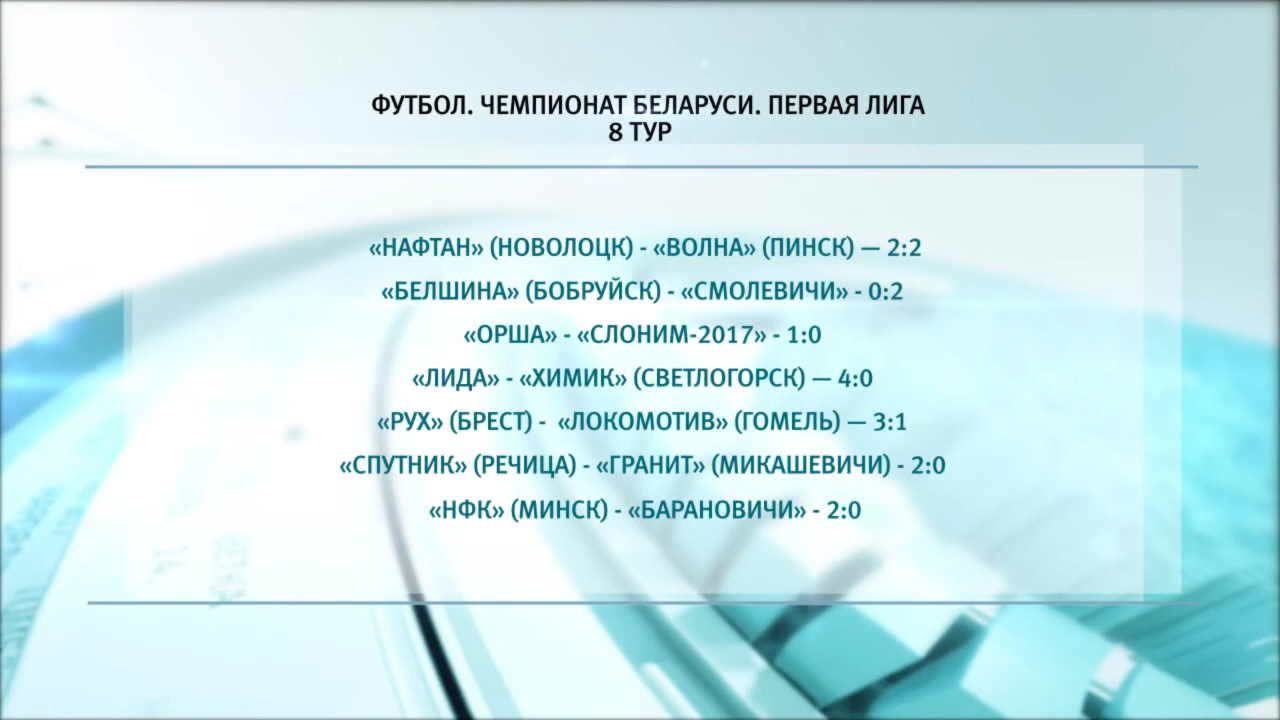 ФУТБОЛ. ЧЕМПИОНАТ БЕЛАРУСИ. ПЕРВАЯ ЛИГА
8 ТУР
«НАФТАН» (НОВОЛОЦК) - «ВОЛНА» (ПИНСК) — 2:2
«БЕЛШИНА» (БОБРУЙСК) - «СМОЛЕВИЧИ» - 0:2
«ОРША» - «СЛОНИМ-2017» - 1:0
«ЛИДА» - «ХИМИК» (СВЕТЛОГОРСК) — 4:0
«РУХ» (БРЕСТ) - «ЛОКОМОТИВ» (ГОМЕЛЬ) — 3:1
«СПУТНИК» (РЕЧИЦА) - «ГРАНИТ» (МИКАШЕВИЧИ) - 2:0
«НФК» (МИНСК) - «БАРАНОВИЧИ» - 2:0